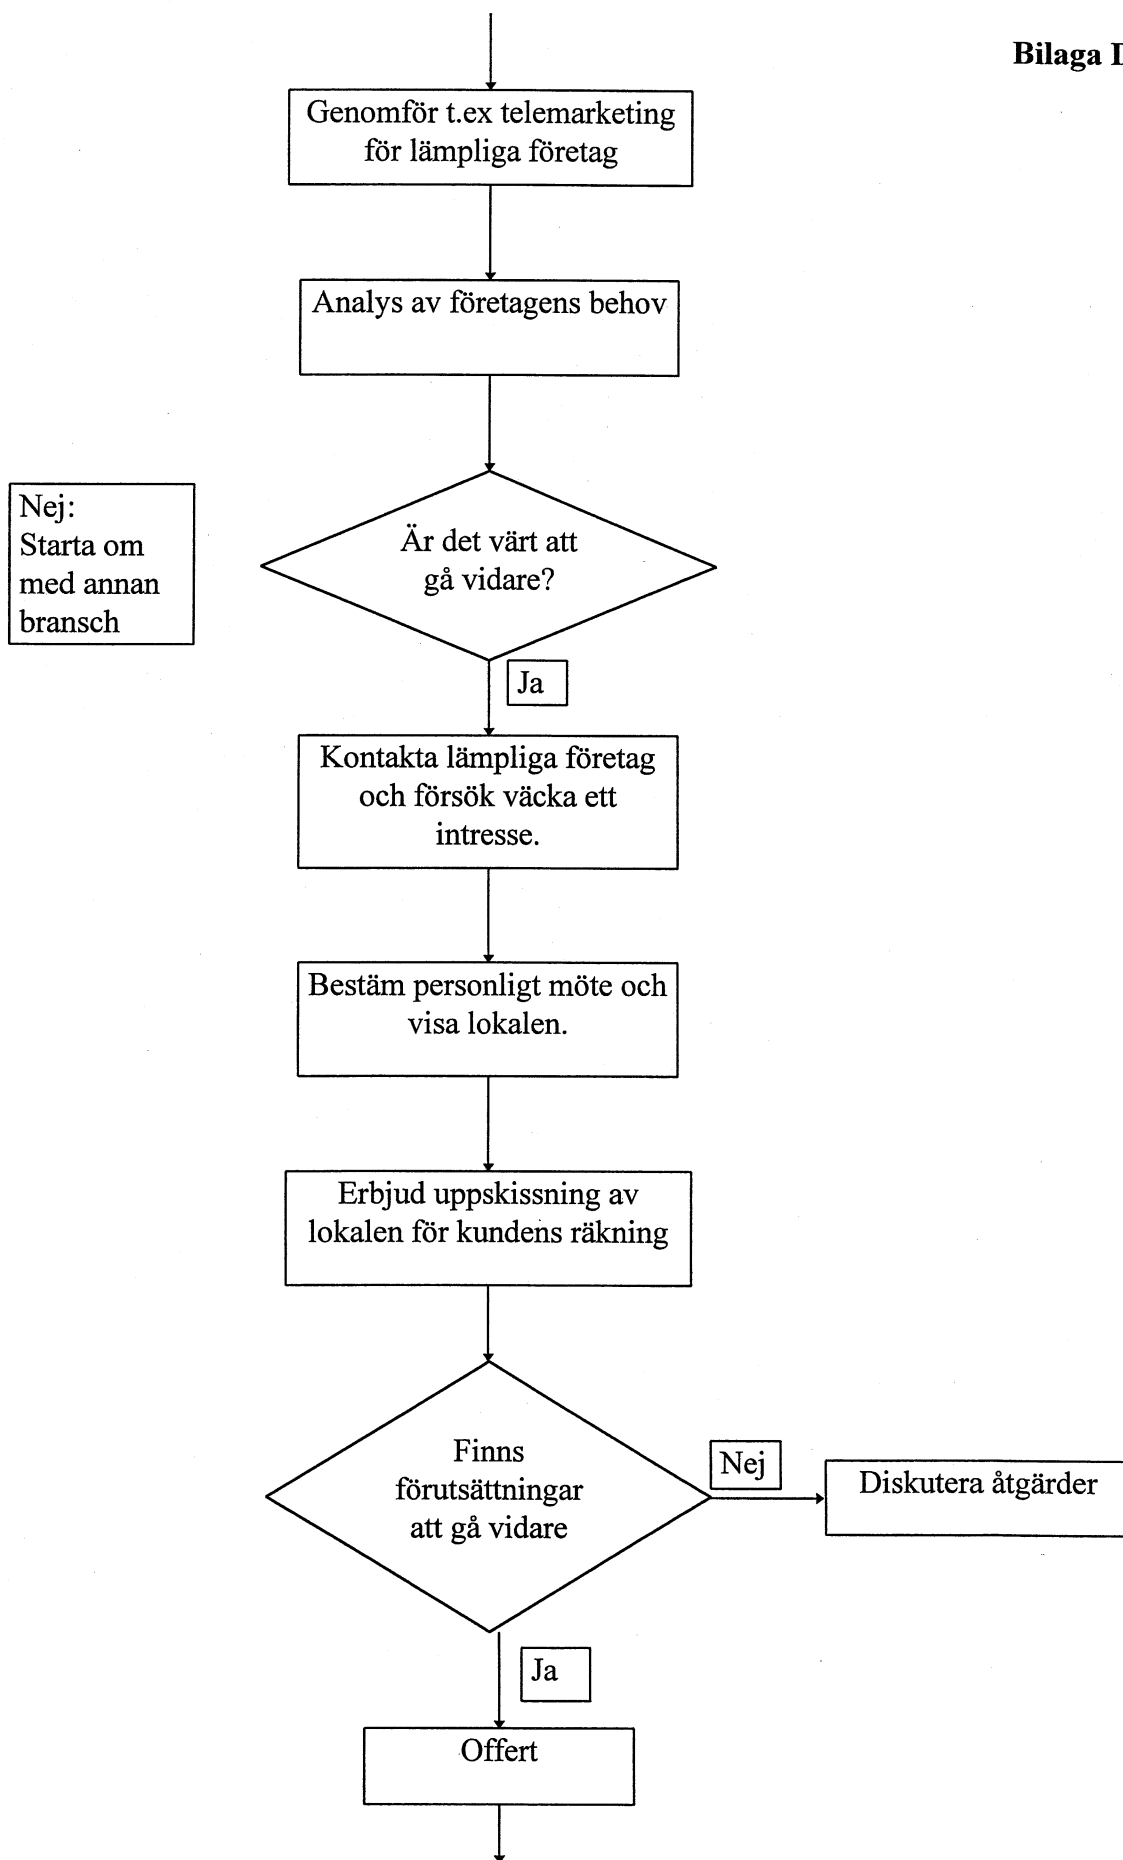 Bilaga
Genomför t.ex telemarketing
för lämpliga företag
Analys av företagens behov
Nej:
Starta om
med annan
bransch
Är det värt att
gå vidare?
Ja
Kontakta lämpliga företag
och försök väcka ett
intresse.
Bestäm personligt möte och
visa lokalen.
Erbjud uppskissning av
lokalen för kundens räkning
Finns
förutsättningar
att gå vidare
Nej
Diskutera åtgärder
Ja
Offert